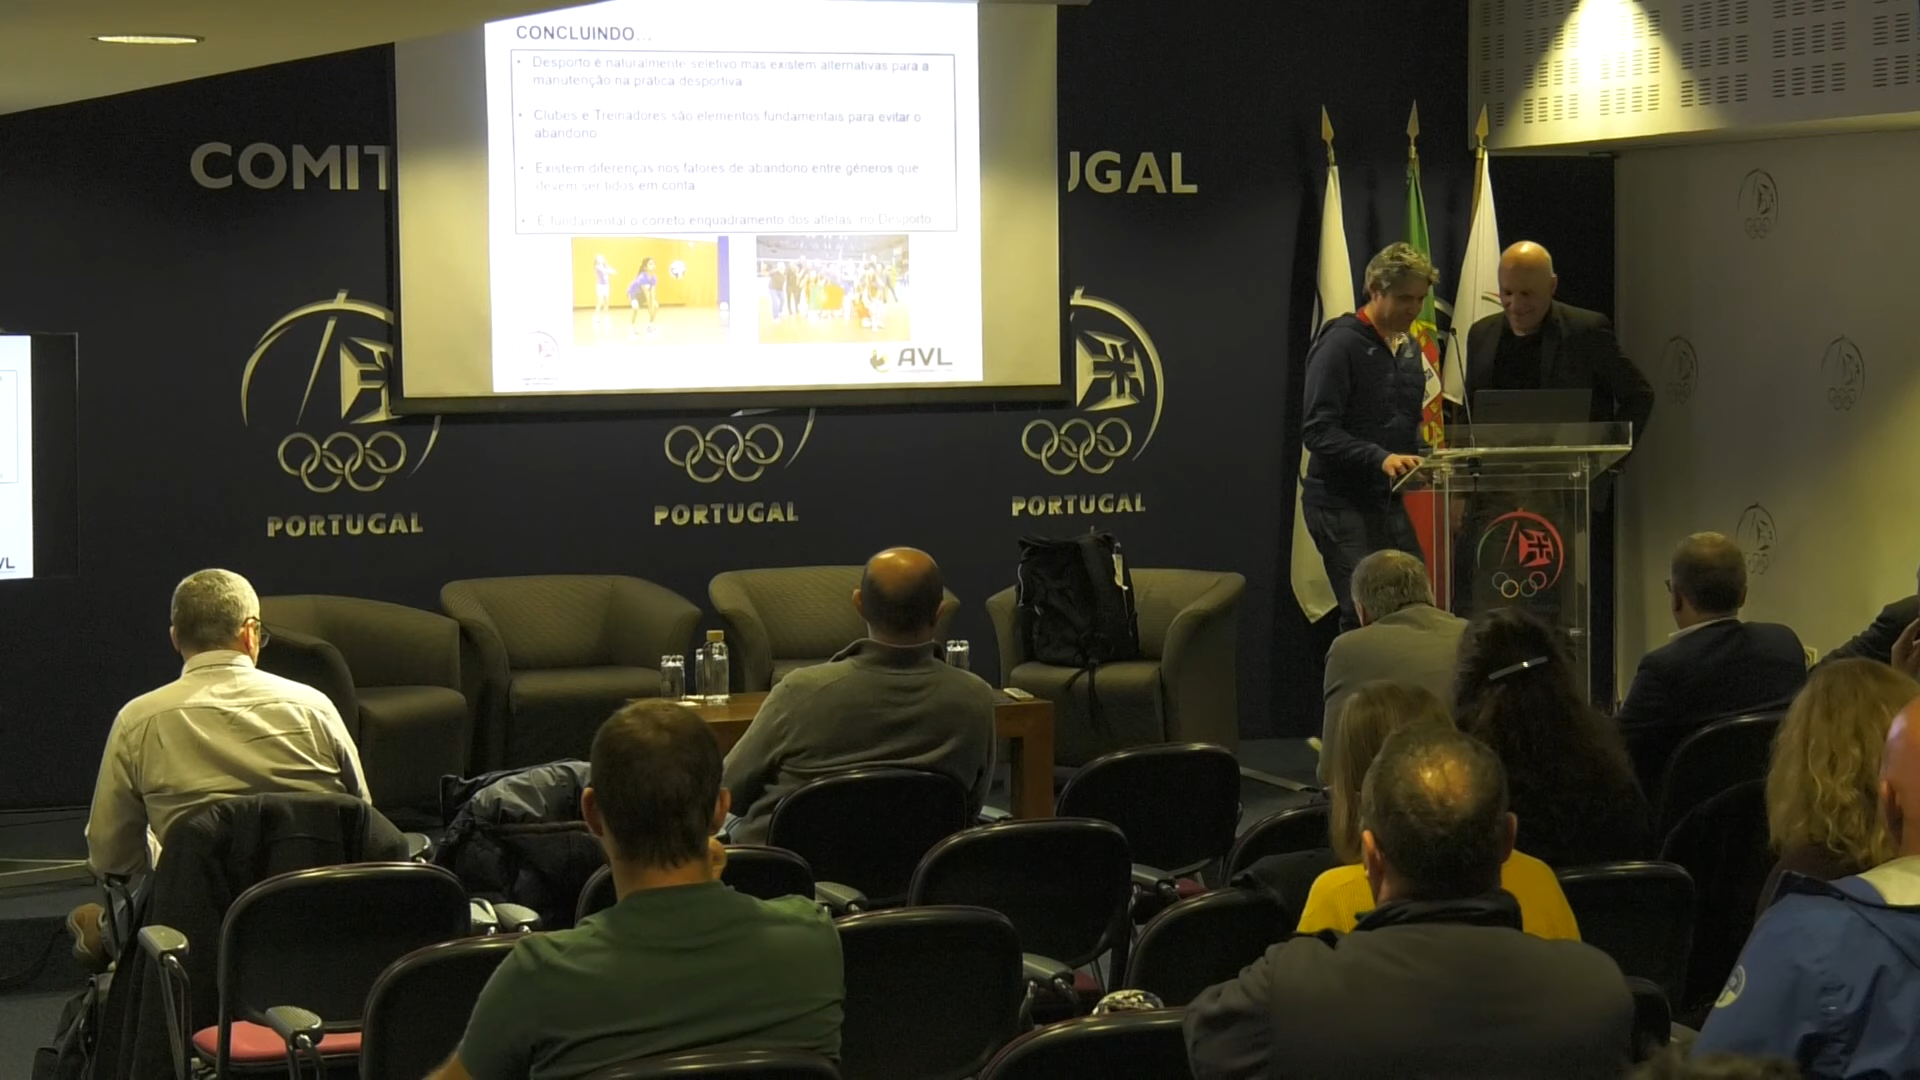 CONCLUINDO...
• Desporto é naturalmente seletivo mas existem alternativas para a
manutenção na prática desportiva
• Clubes e Treinadores são elementos fundamentais para evitar o
abandono
• Existem diferenças nos fatores de abandono entre géneros que
devem ser tidos em conta
• É fundamental o correto enquadramento dos atletas, no Desporto
AVL
COMIT
UGAL
PORTUGAL
PORTUGAL
PORTUGAL
VL